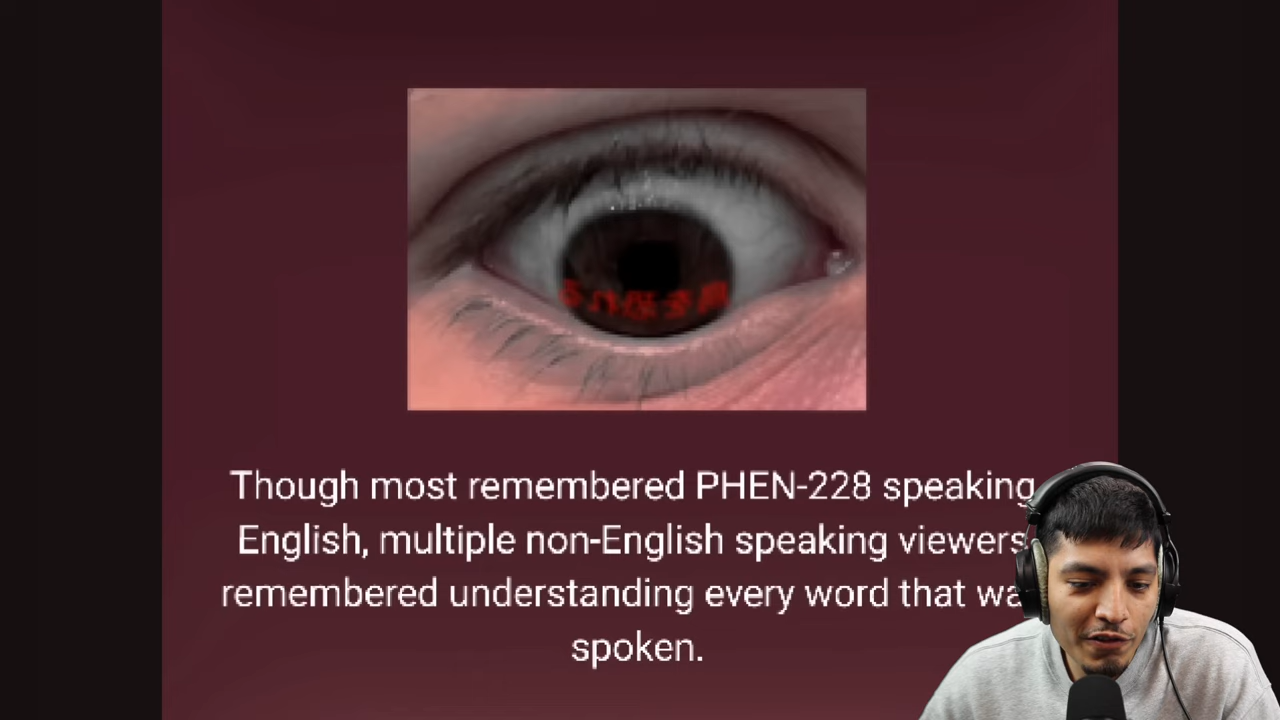 Though most remembered PHEN-228 speaking
English, multiple non-English speaking viewers
remembered understanding every word that
spoken.